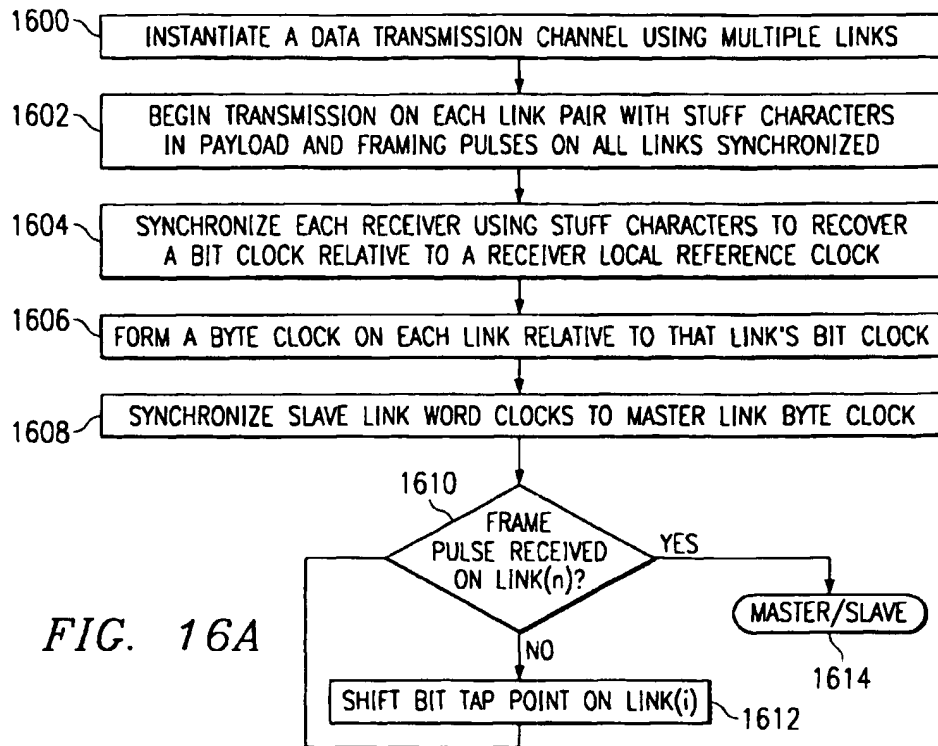 1600
INSTANTIATE A DATA TRANSMISSION CHANNEL USING MULTIPLE LINKS
1602
BEGIN TRANSMISSION ON EACH LINK PAIR WITH STUFF CHARACTERS
IN PAYLOAD AND FRAMING PULSES ON ALL LINKS SYNCHRONIZED
1604
SYNCHRONIZE EACH RECEIVER USING STUFF CHARACTERS TO RECOVER
A BIT CLOCK RELATIVE TO A RECEIVER LOCAL REFERENCE CLOCK
1606
FORM A BYTE CLOCK ON EACH LINK RELATIVE TO THAT LINK'S BIT CLOCK
1608
SYNCHRONIZE SLAVE LINK WORD CLOCKS TO MASTER LINK BYTE CLOCK
1610
FRAME
PULSE RECEIVED
ON LINK(n)?
YES
MASTER/SLAVE
1614
NO
SHIFT BIT TAP POINT ON LINK(i)
1612
FIG. 16A